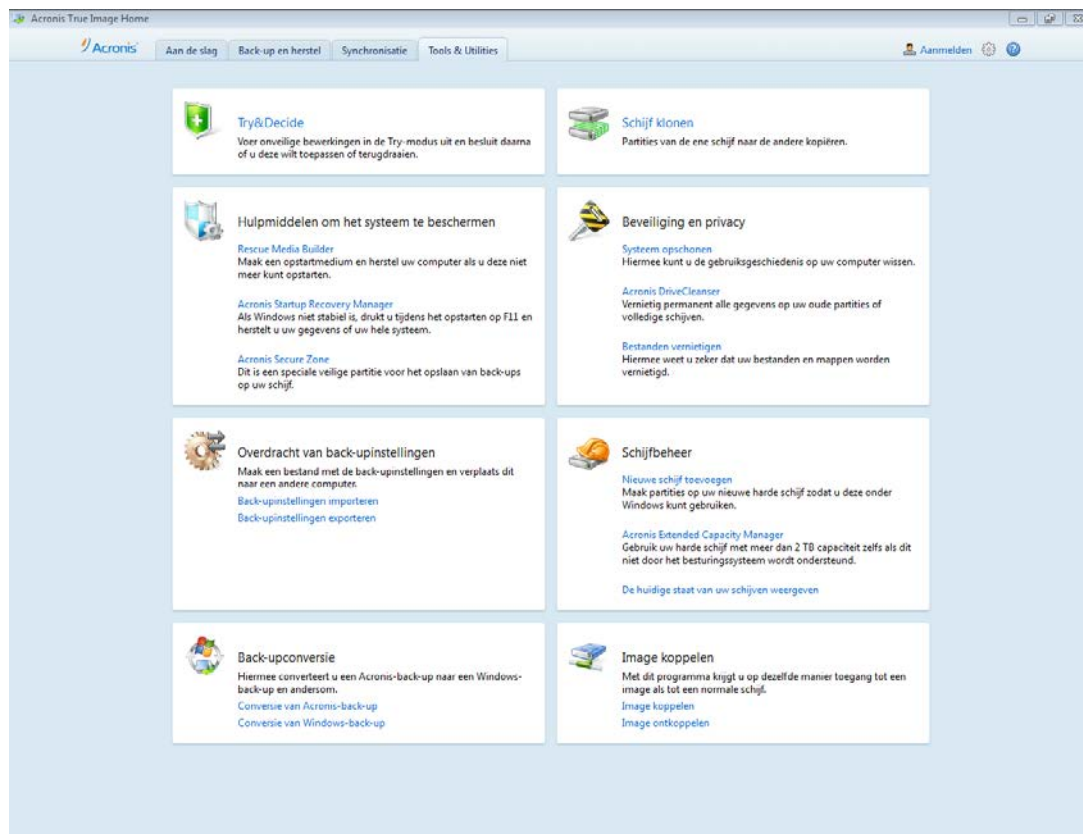 Acronis True Image Home
Acronis
Aan de slag
Back-up en herstel
Synchronisatie
Tools & Utilities
Aanmelden
Try&Decide
Voer onveilige bewerkingen in de Try-modus uit en besluit daarna
of u deze wilt toepassen of terugdraaien.
Schijf klonen
Partities van de ene schijf naar de andere kopiëren.
Hulpmiddelen om het systeem te beschermen
Rescue Media Builder
Maak een opstartmedium en herstel uw computer als u deze niet
meer kunt opstarten.
Acronis Startup Recovery Manager
Als Windows niet stabiel is, drukt u tijdens het opstarten op F11 en
herstelt u uw gegevens of uw hele systeem.
Acronis Secure Zone
Dit is een speciale veilige partitie voor het opslaan van back-ups
op uw schijf.
Beveiliging en privacy
Systeem opschonen
Hiermee kunt u de gebruiksgeschiedenis op uw computer wissen.
Acronis DriveCleanser
Vernietig permanent alle gegevens op uw oude partities of
volledige schijven.
Bestanden vernietigen
Hiermee weet u zeker dat uw bestanden en mappen worden
vernietigd.
Overdracht van back-upinstellingen
Maak een bestand met de back-upinstellingen en verplaats dit
naar een andere computer.
Back-upinstellingen importeren
Back-upinstellingen exporteren
Schijfbeheer
Nieuwe schijf toevoegen
Maak partities op uw nieuwe harde schijf zodat u deze onder
Windows kunt gebruiken.
Acronis Extended Capacity Manager
Gebruik uw harde schijf met meer dan 2 TB capaciteit zelfs als dit
niet door het besturingssysteem wordt ondersteund.
De huidige staat van uw schijven weergeven
Back-upconversie
Hiermee converteert u een Acronis-back-up naar een Windows-
back-up en andersom.
Conversie van Acronis-back-up
Conversie van Windows-back-up
Image koppelen
Met dit programma krijgt u op dezelfde manier toegang tot een
image als tot een normale schijf.
Image koppelen
Image ontkoppelen